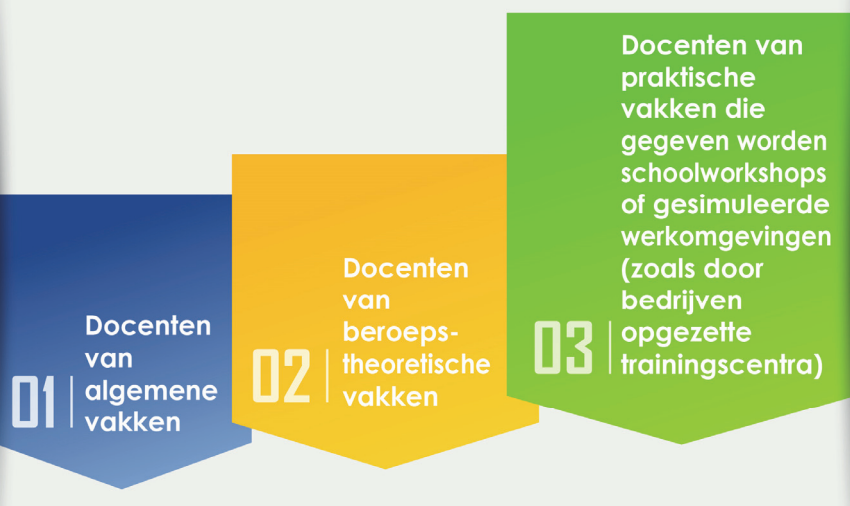 01
Docenten
van
algemene
vakken
02
Docenten
van
beroeps-
theoretische
vakken
03
Docenten van
praktische
vakken die
gegeven worden
schoolworkshops
of gesimuleerde
werkomgevingen
(zoals door
bedrijven
opgezette
trainingscentra)